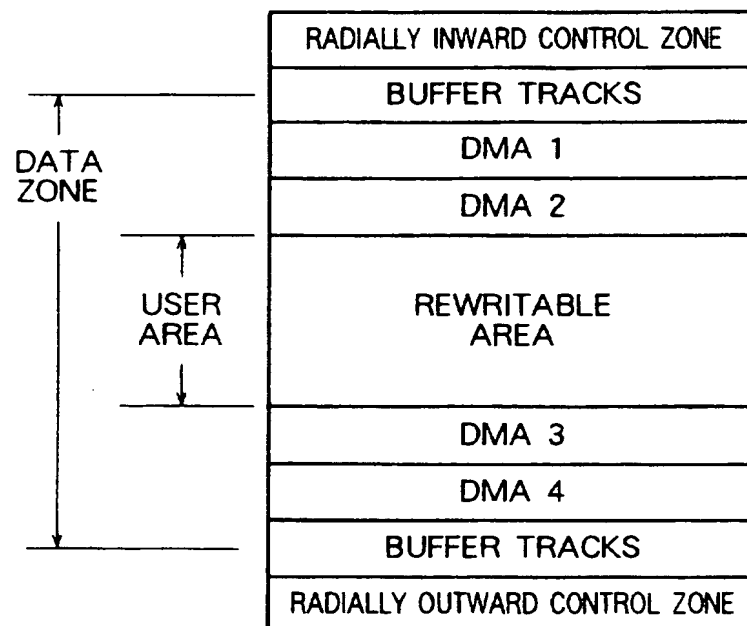 RADIALLY INWARD CONTROL ZONE
BUFFER TRACKS
DMA 1
DATA
ZONE
DMA 2
USER
AREA
REWRITABLE
AREA
DMA 3
DMA 4
BUFFER TRACKS
RADIALLY OUTWARD CONTROL ZONE